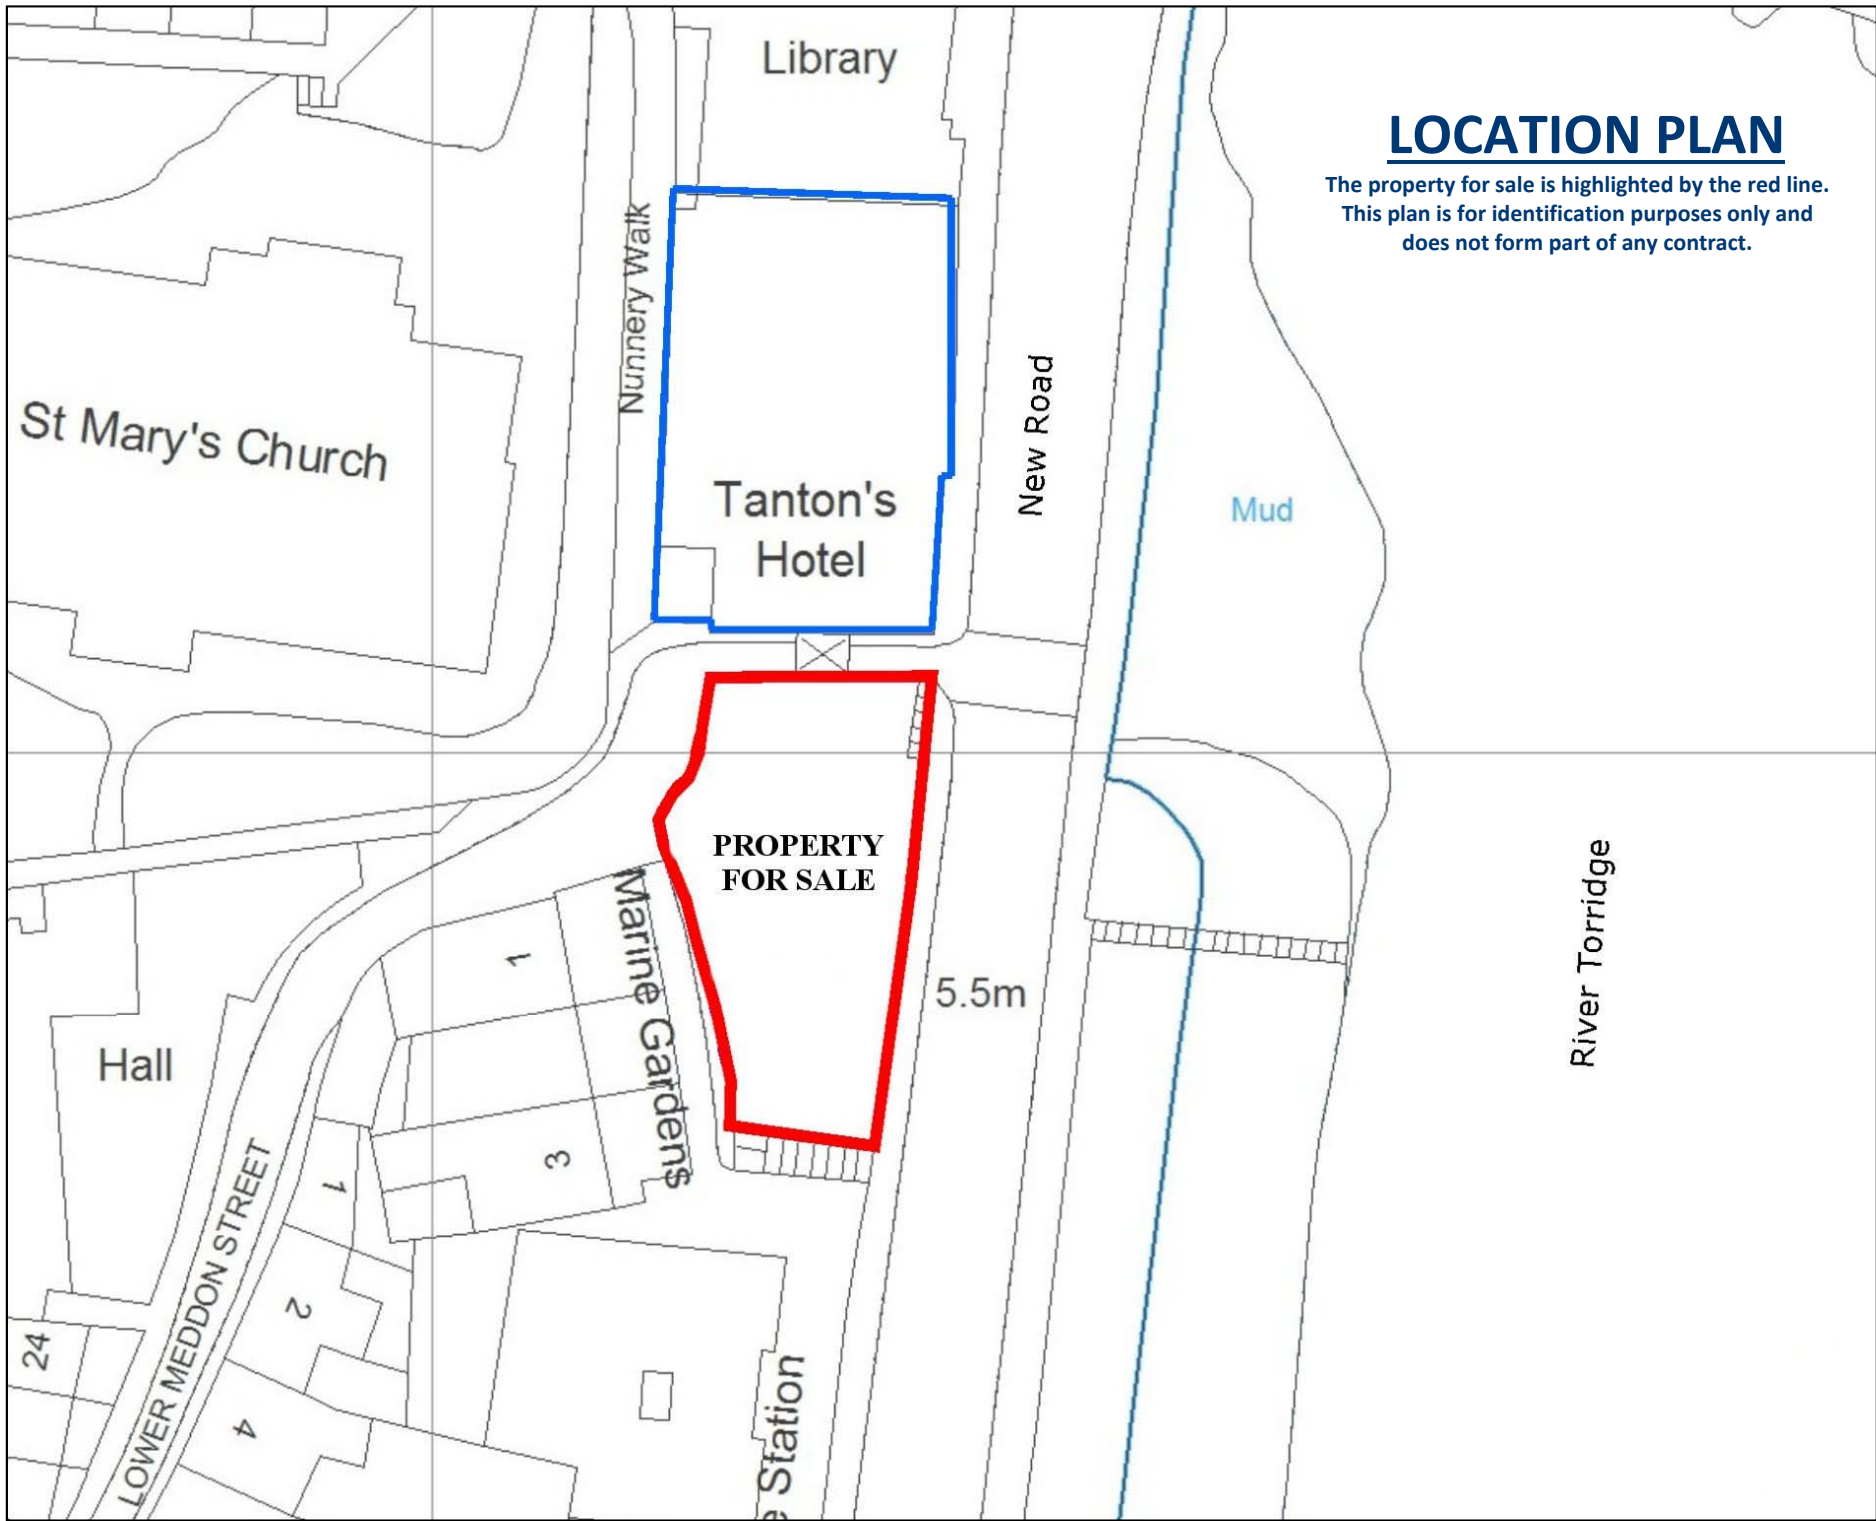 Library
LOCATION PLAN
The property for sale is highlighted by the red line.
This plan is for identification purposes only and
does not form part of any contract.
Nunnery Walk
New Road
St Mary's Church
Tanton's
Hotel
Mud
PROPERTY
FOR SALE
Marine Gardens
River Torridge
1
5.5m
Hall
3
1
LOWER MEDDON STREET
2
24
4
e Station